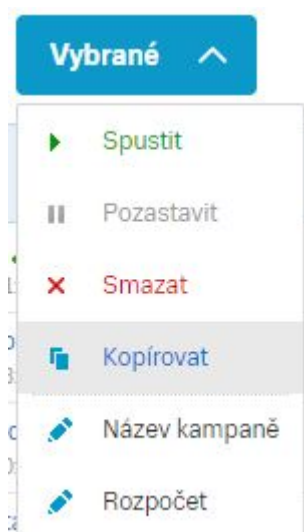 Vybrané
Spustit
Pozastavit
Smazat
Kopírovat
Název kampaně
Rozpočet